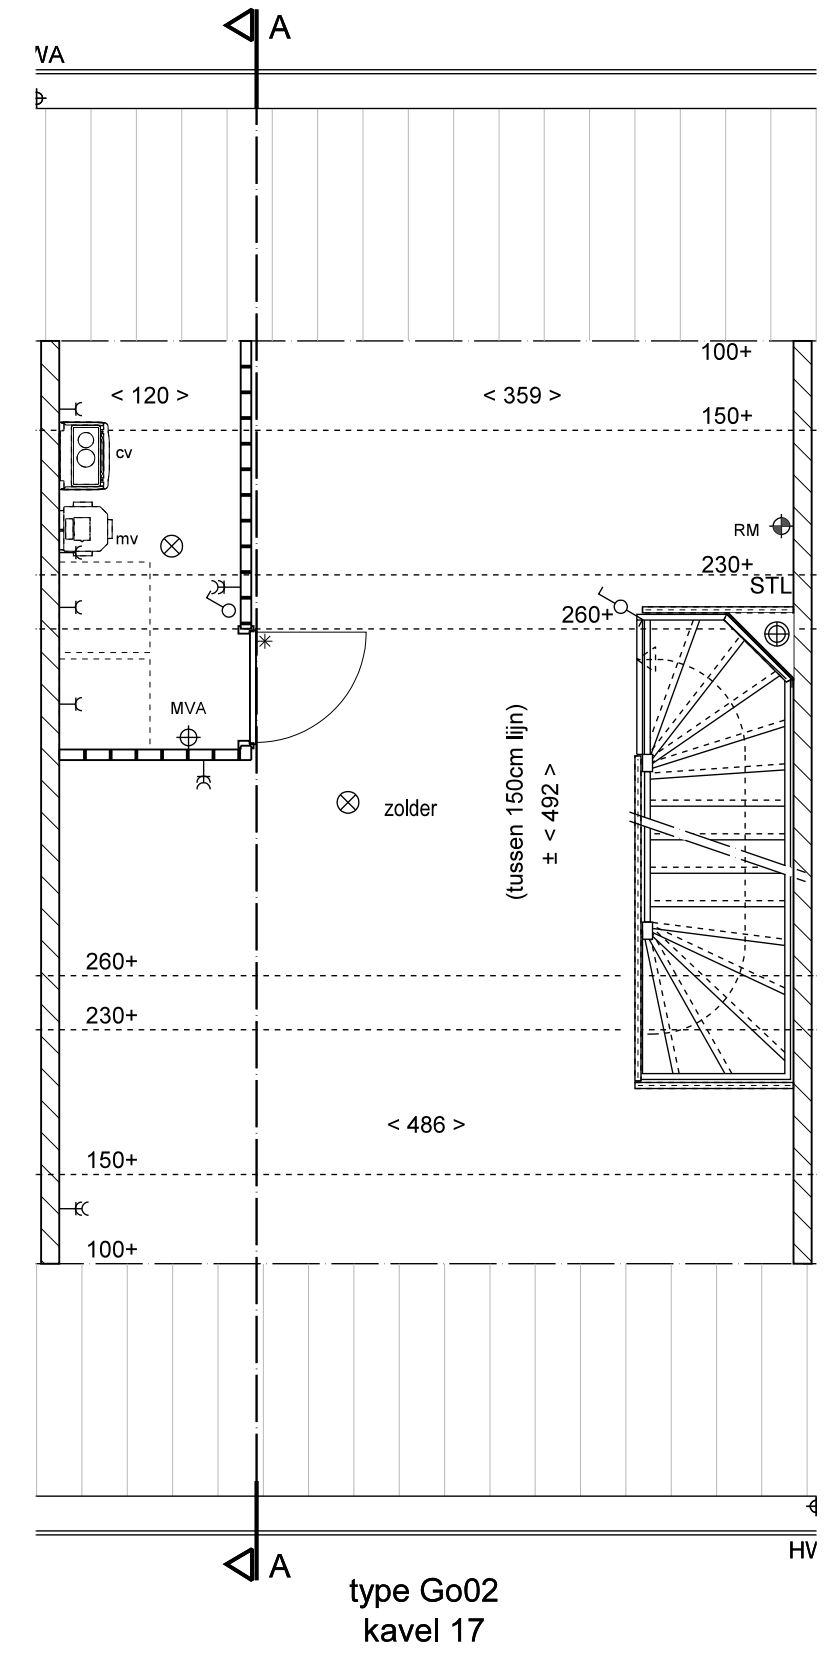 A
WA
100+
< 120 >
< 359 >
150+
cv
RM
mv
230+
STL
260+
MVA
(tussen 150cm lijn)
± < 492 >
zolder
260+
230+
< 486 >
150+
100+
HV
A
type Go02
kavel 17